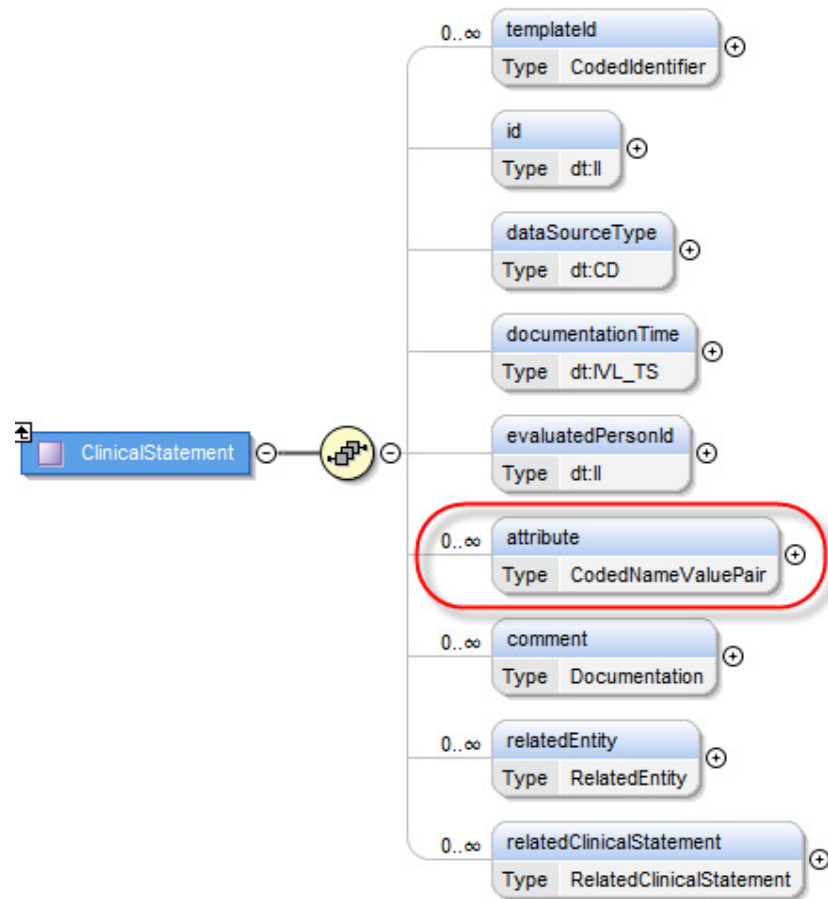 0..∞ templateId
Type CodedIdentifier
id
Type dt:II
dataSourceType
Type dt:CD
documentationTime
Type dt:IVL_TS
ClinicalStatement
evaluatedPersonId
Type dt:II
0..∞ attribute
Type CodedNameValuePair
0..∞ comment
Type Documentation
0..∞ relatedEntity
Type RelatedEntity
0..∞ relatedClinicalStatement
Type RelatedClinicalStatement